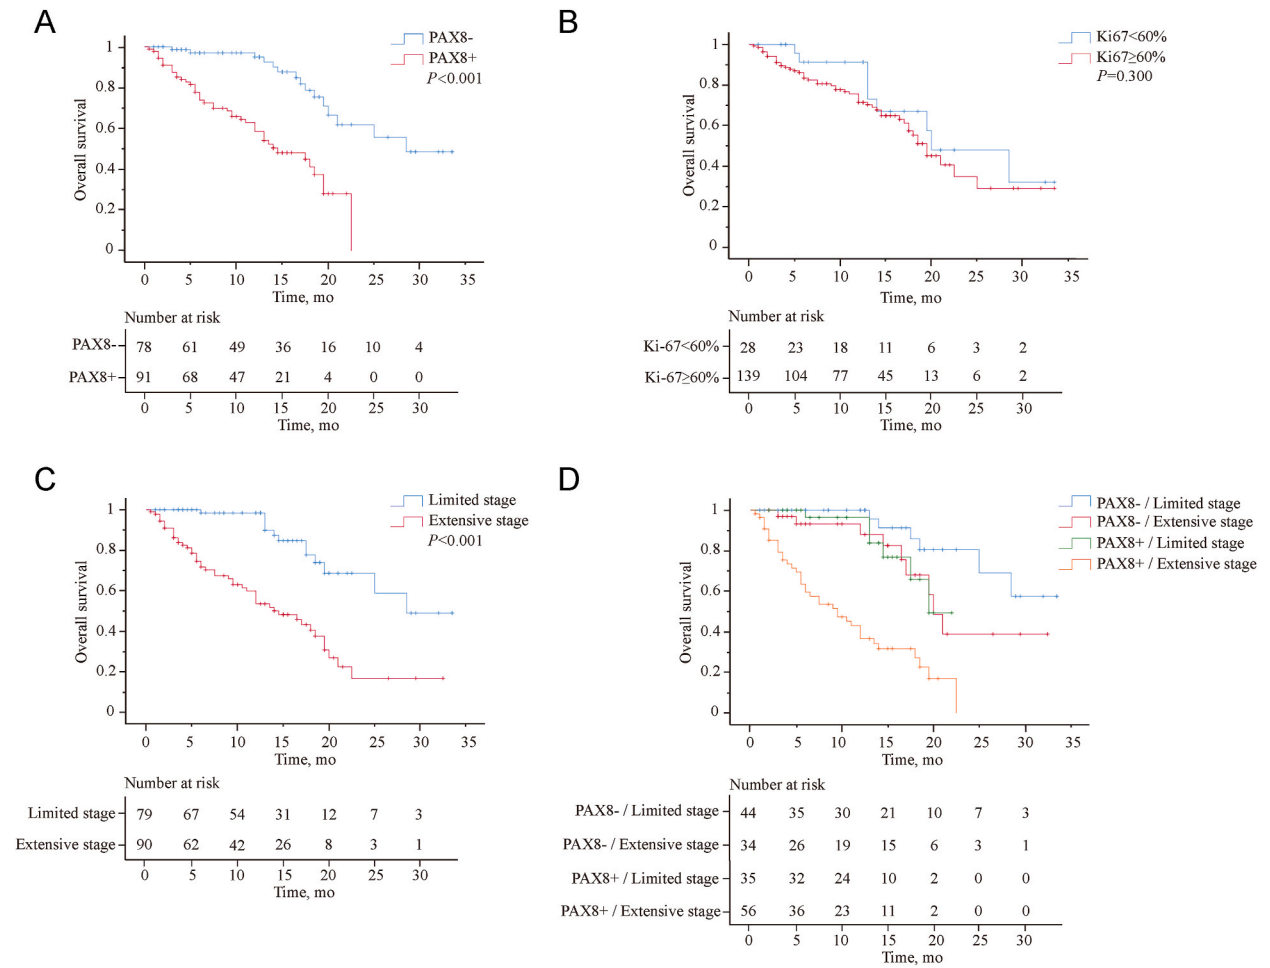 A
PAX8-
PAX8+
P<0.001
Overall survival
1
0.8
0.6
0.4
0.2
0
0 5 10 15 20 25 30 35
Time, mo
Number at risk
PAX8- 78 61 49 36 16 10 4
PAX8+ 91 68 47 21 4 0 0
0 5 10 15 20 25 30
Time, mo
B
Ki67<60%
Ki67≥60%
P=0.300
Overall survival
1
0.8
0.6
0.4
0.2
0
0 5 10 15 20 25 30 35
Time, mo
Number at risk
Ki-67<60% 28 23 18 11 6 3 2
Ki-67≥60% 139 104 77 45 13 6 2
0 5 10 15 20 25 30
Time, mo
C
Limited stage
Extensive stage
P<0.001
Overall survival
1
0.8
0.6
0.4
0.2
0
0 5 10 15 20 25 30 35
Time, mo
Number at risk
Limited stage 79 67 54 31 12 7 3
Extensive stage 90 62 42 26 8 3 1
0 5 10 15 20 25 30
Time, mo
D
PAX8- / Limited stage
PAX8- / Extensive stage
PAX8+ / Limited stage
PAX8+ / Extensive stage
Overall survival
1
0.8
0.6
0.4
0.2
0
0 5 10 15 20 25 30 35
Time, mo
Number at risk
PAX8- / Limited stage 44 35 30 21 10 7 3
PAX8- / Extensive stage 34 26 19 15 6 3 1
PAX8+ / Limited stage 35 32 24 10 2 0 0
PAX8+ / Extensive stage 56 36 23 11 2 0 0
0 5 10 15 20 25 30
Time, mo